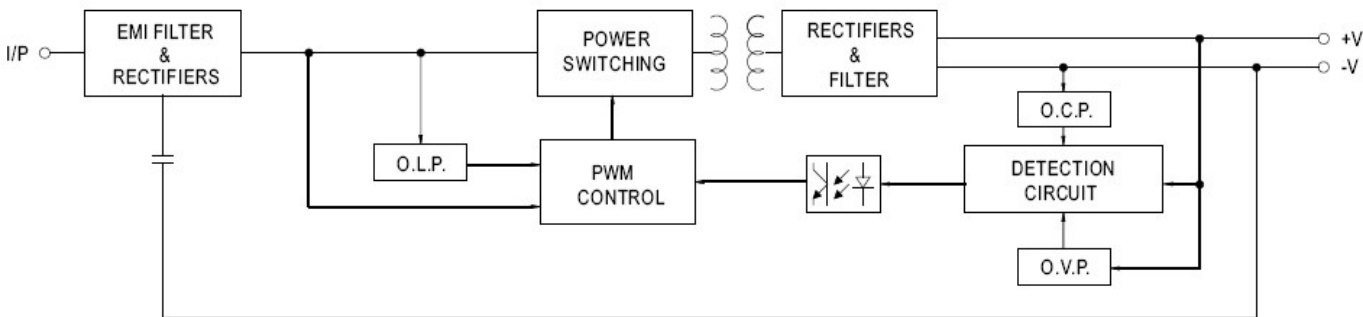 I/P
EMI FILTER
&
RECTIFIERS
POWER
SWITCHING
RECTIFIERS
&
FILTER
+V
-V
O.C.P.
O.L.P.
PWM
CONTROL
DETECTION
CIRCUIT
O.V.P.